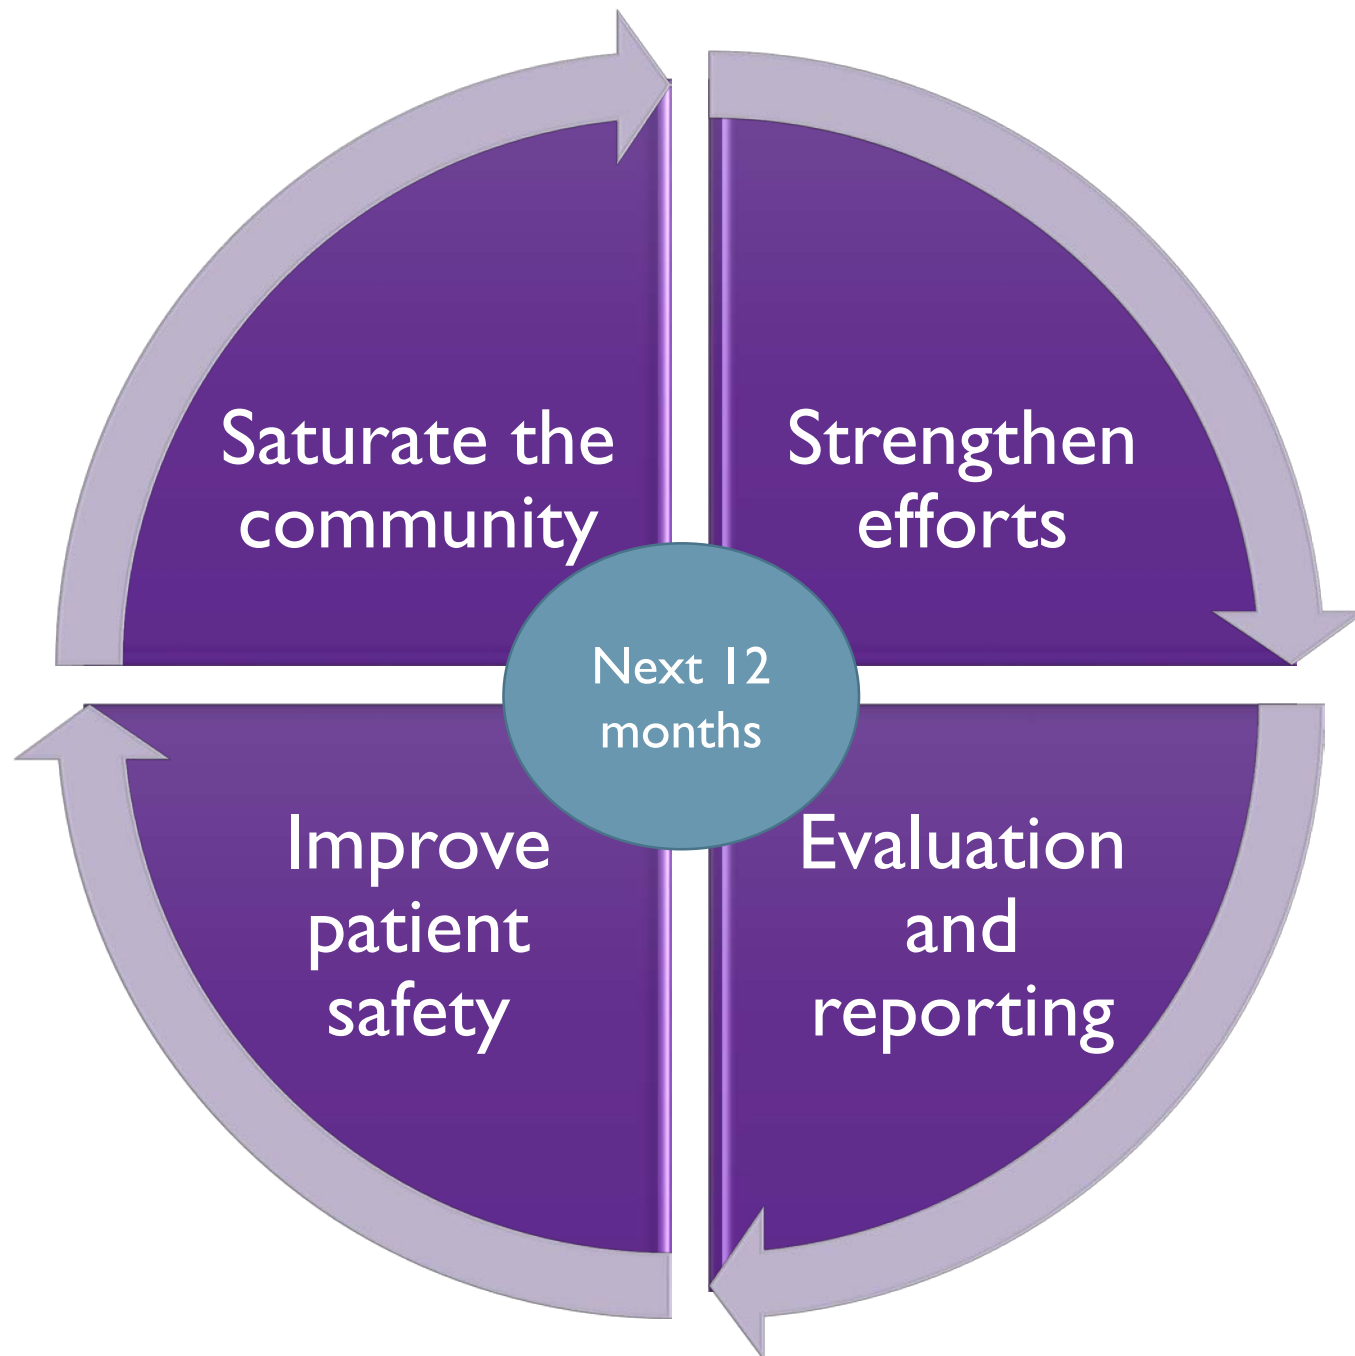 Saturate the
community
Strengthen
efforts
Next 12
months
Improve
patient
safety
Evaluation
and
reporting